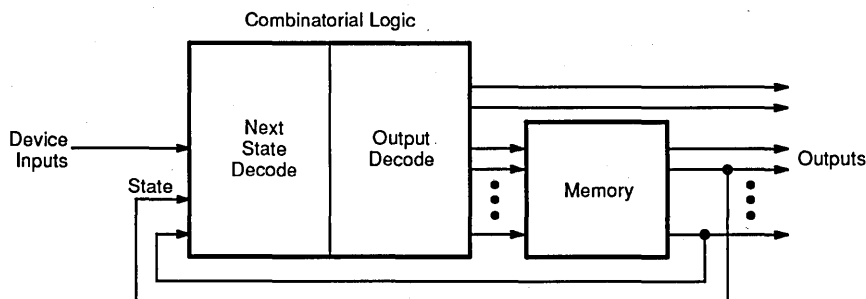 Combinatorial Logic
Device
Inputs
State
Next
State
Decode
Output
Decode
Memory
Outputs